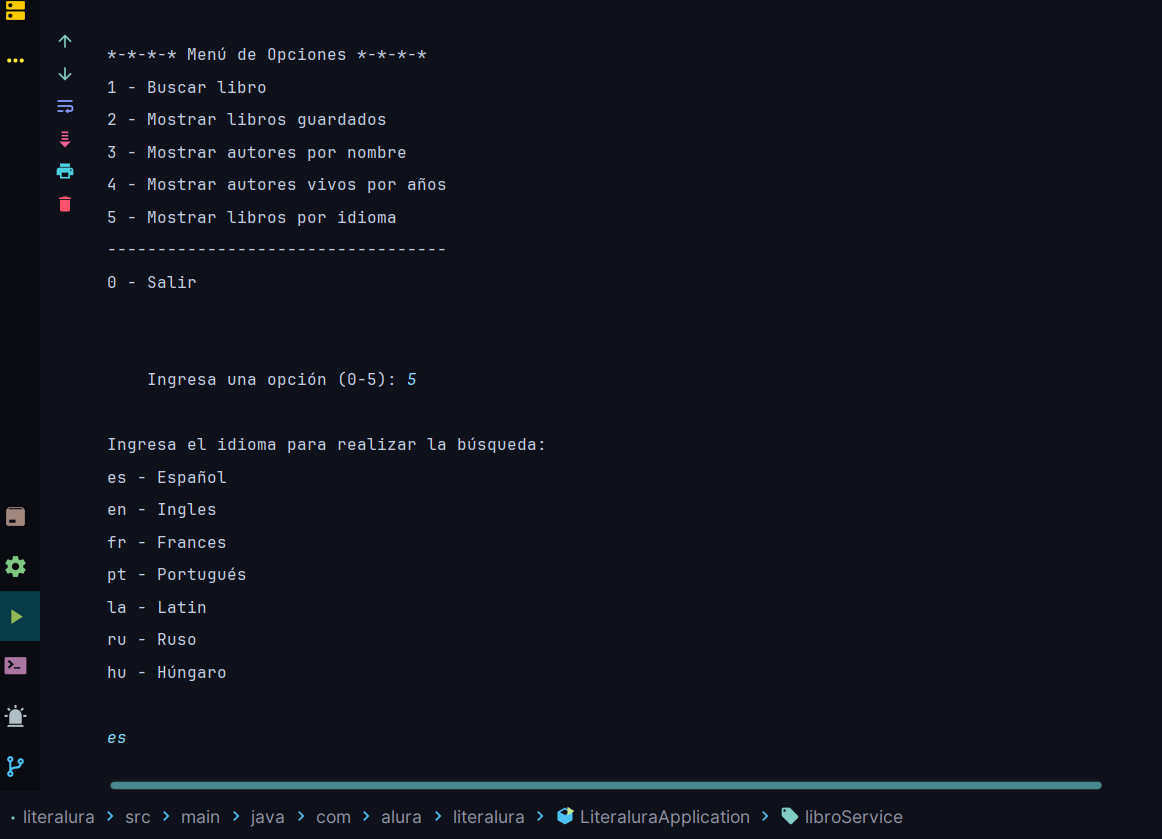 *-*-*-* Menú de Opciones *-*-*-*
1 - Buscar libro
2 - Mostrar libros guardados
3 - Mostrar autores por nombre
4 - Mostrar autores vivos por años
5 - Mostrar libros por idioma
----------------------------------
0 - Salir
Ingresa una opción (0-5): 5
Ingresa el idioma para realizar la búsqueda:
es - Español
en - Ingles
fr - Frances
pt - Portugués
la - Latin
ru - Ruso
hu - Húngaro
es
literalura > src > main > java > com > alura > literalura > LiteraluraApplication > libroService